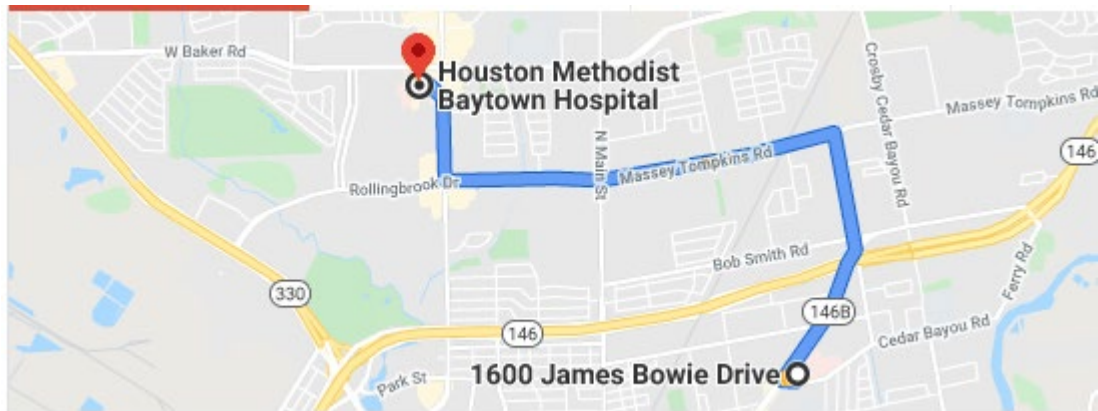 W Baker Rd
Houston Methodist
Baytown Hospital
Crosby Cedar Bayou Rd
Massey Tompkins Rd
N Main St
146
Massey Tompkins Rd
Rollingbrook Dr
Bob Smith Rd
Ferry Rd
330
146B
146
Cedar Bayou Rd
1600 James Bowie Drive
Park St